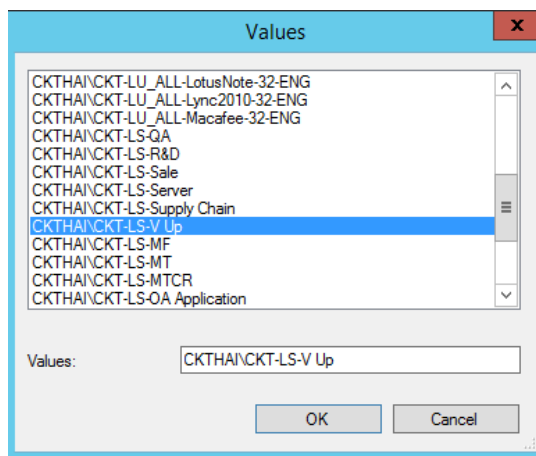 Values
x
CKTHAI\CKT-LU_ALL-LotusNote-32-ENG
CKTHAI\CKT-LU_ALL-Lync2010-32-ENG
CKTHAI\CKT-LU_ALL-Macafee-32-ENG
CKTHAI\CKT-LS-QA
CKTHAI\CKT-LS-R&D
CKTHAI\CKT-LS-Sale
CKTHAI\CKT-LS-Server
CKTHAI\CKT-LS-Supply Chain
CKTHAI\CKT-LS-V Up
CKTHAI\CKT-LS-MF
CKTHAI\CKT-LS-MT
CKTHAI\CKT-LS-MTCR
CKTHAI\CKT-LS-OA Application
Values: CKTHAI\CKT-LS-V Up
OK Cancel